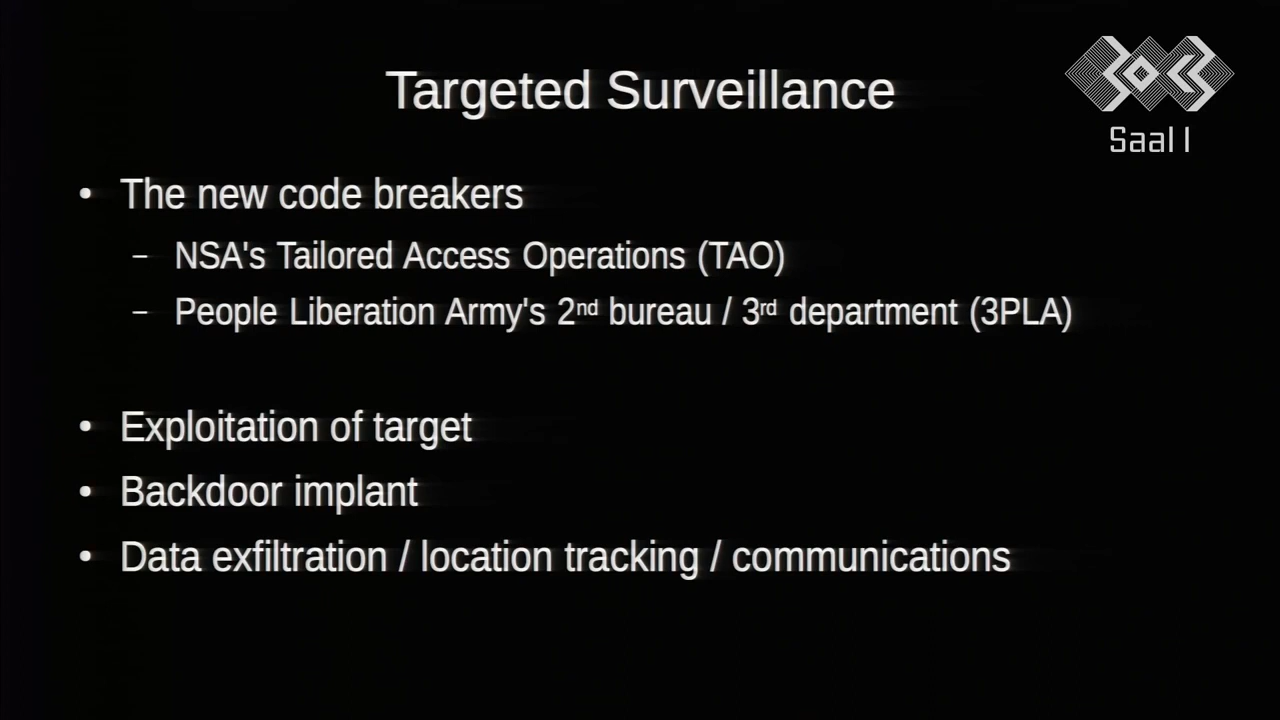 Targeted Surveillance
Saal 1
• The new code breakers
– NSA's Tailored Access Operations (TAO)
– People Liberation Army's 2nd bureau / 3rd department (3PLA)
• Exploitation of target
• Backdoor implant
• Data exfiltration / location tracking / communications